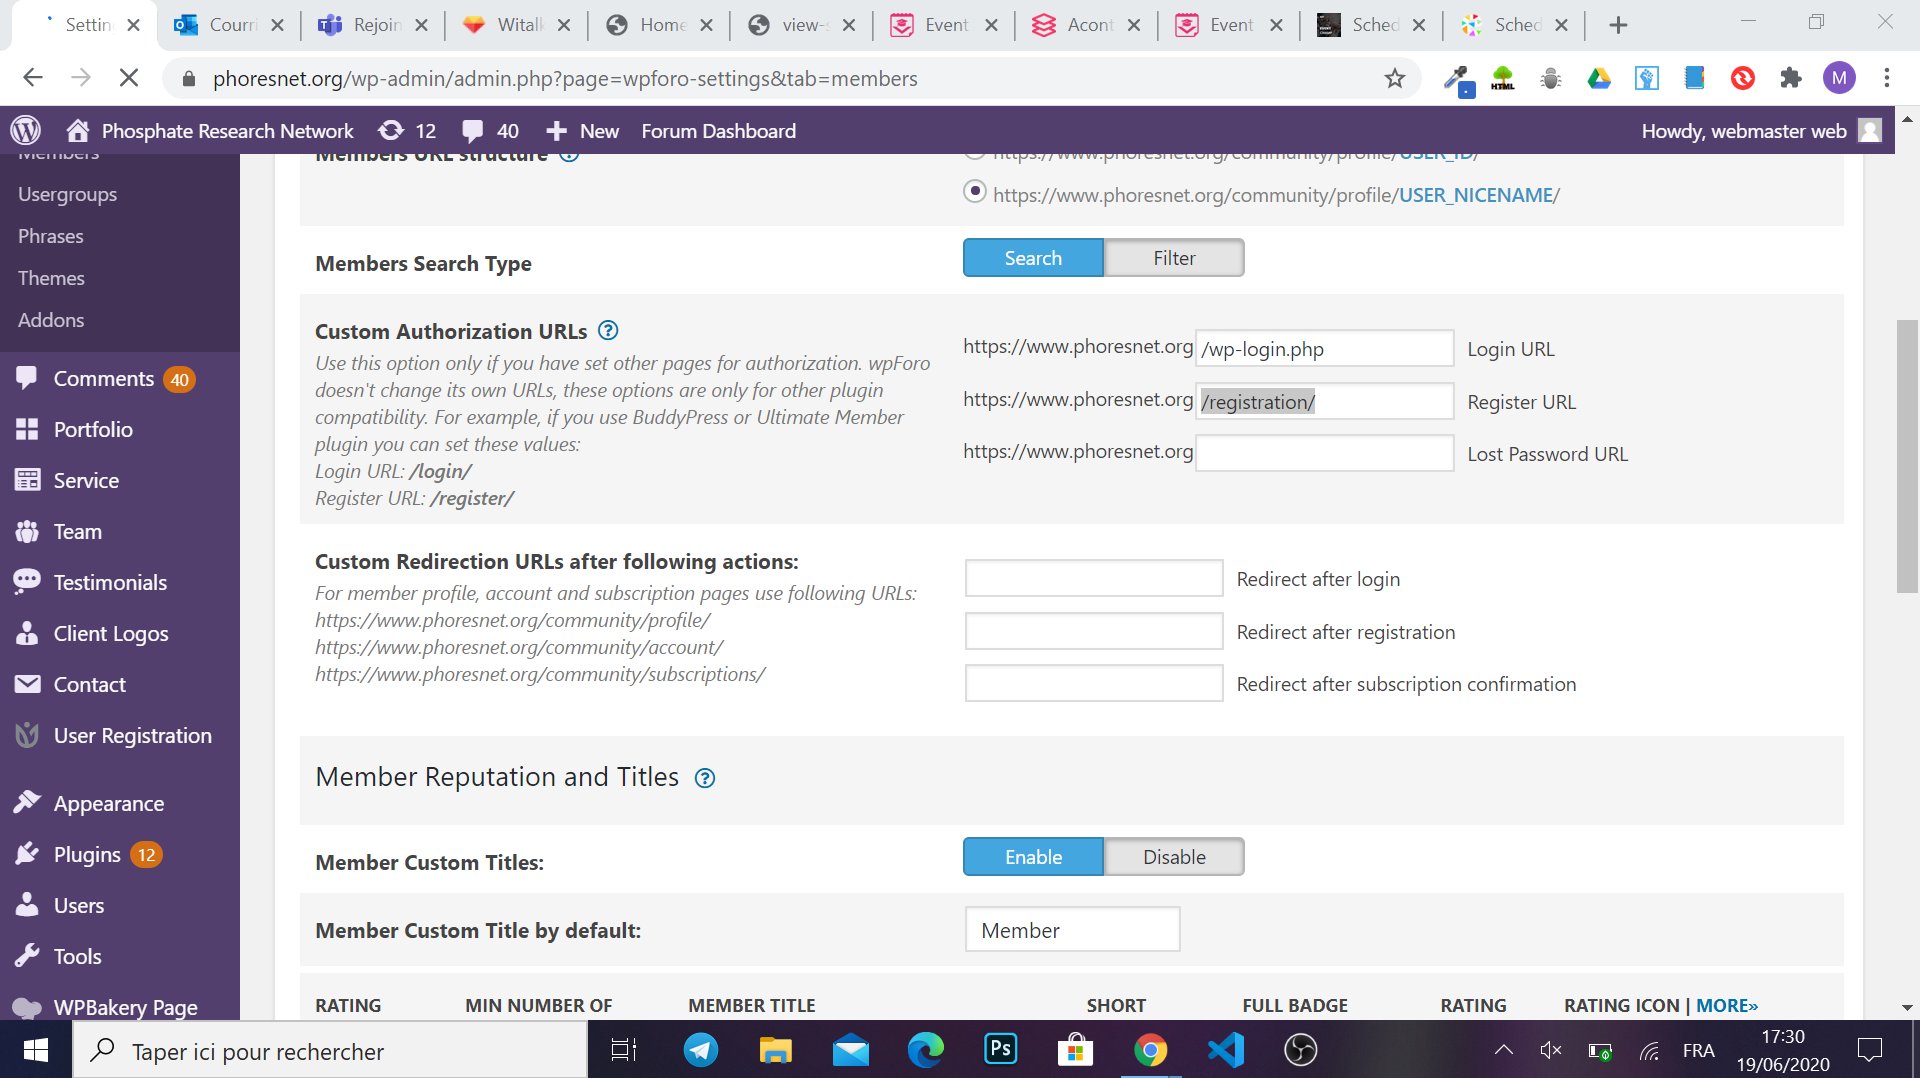 Settin
Courri
Rejoin
Witalk
Home
view-s
Event
Acont
Event
Sched
Sched
phoresnet.org/wp-admin/admin.php?page=wpforo-settings&tab=members
HTML
M
Phosphate Research Network
12
40
New
Forum Dashboard
Howdy, webmaster web
Members
Usergroups
Phrases
Themes
Addons
Comments 40
Portfolio
Service
Team
Testimonials
Client Logos
Contact
User Registration
Appearance
Plugins 12
Users
Tools
WPBakery Page
Members URL structure
https://www.phoresnet.org/community/profile/USER_ID/
https://www.phoresnet.org/community/profile/USER_NICENAME/
Members Search Type
Search
Filter
Custom Authorization URLs
Use this option only if you have set other pages for authorization. wpForo
doesn't change its own URLs, these options are only for other plugin
compatibility. For example, if you use BuddyPress or Ultimate Member
plugin you can set these values:
Login URL: /login/
Register URL: /register/
https://www.phoresnet.org /wp-login.php Login URL
https://www.phoresnet.org /registration/ Register URL
https://www.phoresnet.org Lost Password URL
Custom Redirection URLs after following actions:
For member profile, account and subscription pages use following URLs:
https://www.phoresnet.org/community/profile/
https://www.phoresnet.org/community/account/
https://www.phoresnet.org/community/subscriptions/
Redirect after login
Redirect after registration
Redirect after subscription confirmation
Member Reputation and Titles
Member Custom Titles:
Enable
Disable
Member Custom Title by default:
Member
RATING
MIN NUMBER OF
MEMBER TITLE
SHORT
FULL BADGE
RATING
RATING ICON | MORE»
Taper ici pour rechercher
Ps
FRA
17:30
19/06/2020